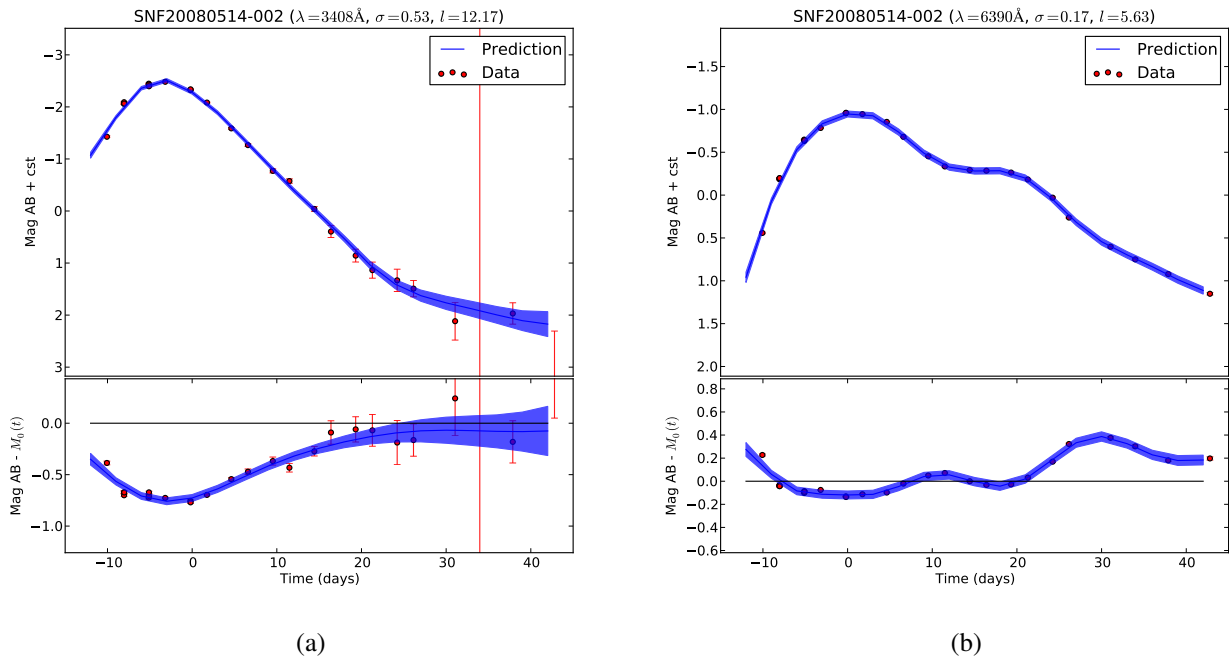 SNF20080514-002 (λ=3408Å, σ=0.53, l=12.17)
−3
−2
−1
0
1
2
3
Mag AB + cst
Prediction
Data
0.0
−0.5
−1.0
Mag AB - M₀(t)
−10
0
10
20
30
40
Time (days)
(a)
SNF20080514-002 (λ=6390Å, σ=0.17, l=5.63)
−1.5
−1.0
−0.5
0.0
0.5
1.0
1.5
2.0
Mag AB + cst
Prediction
Data
0.8
0.6
0.4
0.2
0.0
−0.2
−0.4
−0.6
Mag AB - M₀(t)
−10
0
10
20
30
40
Time (days)
(b)